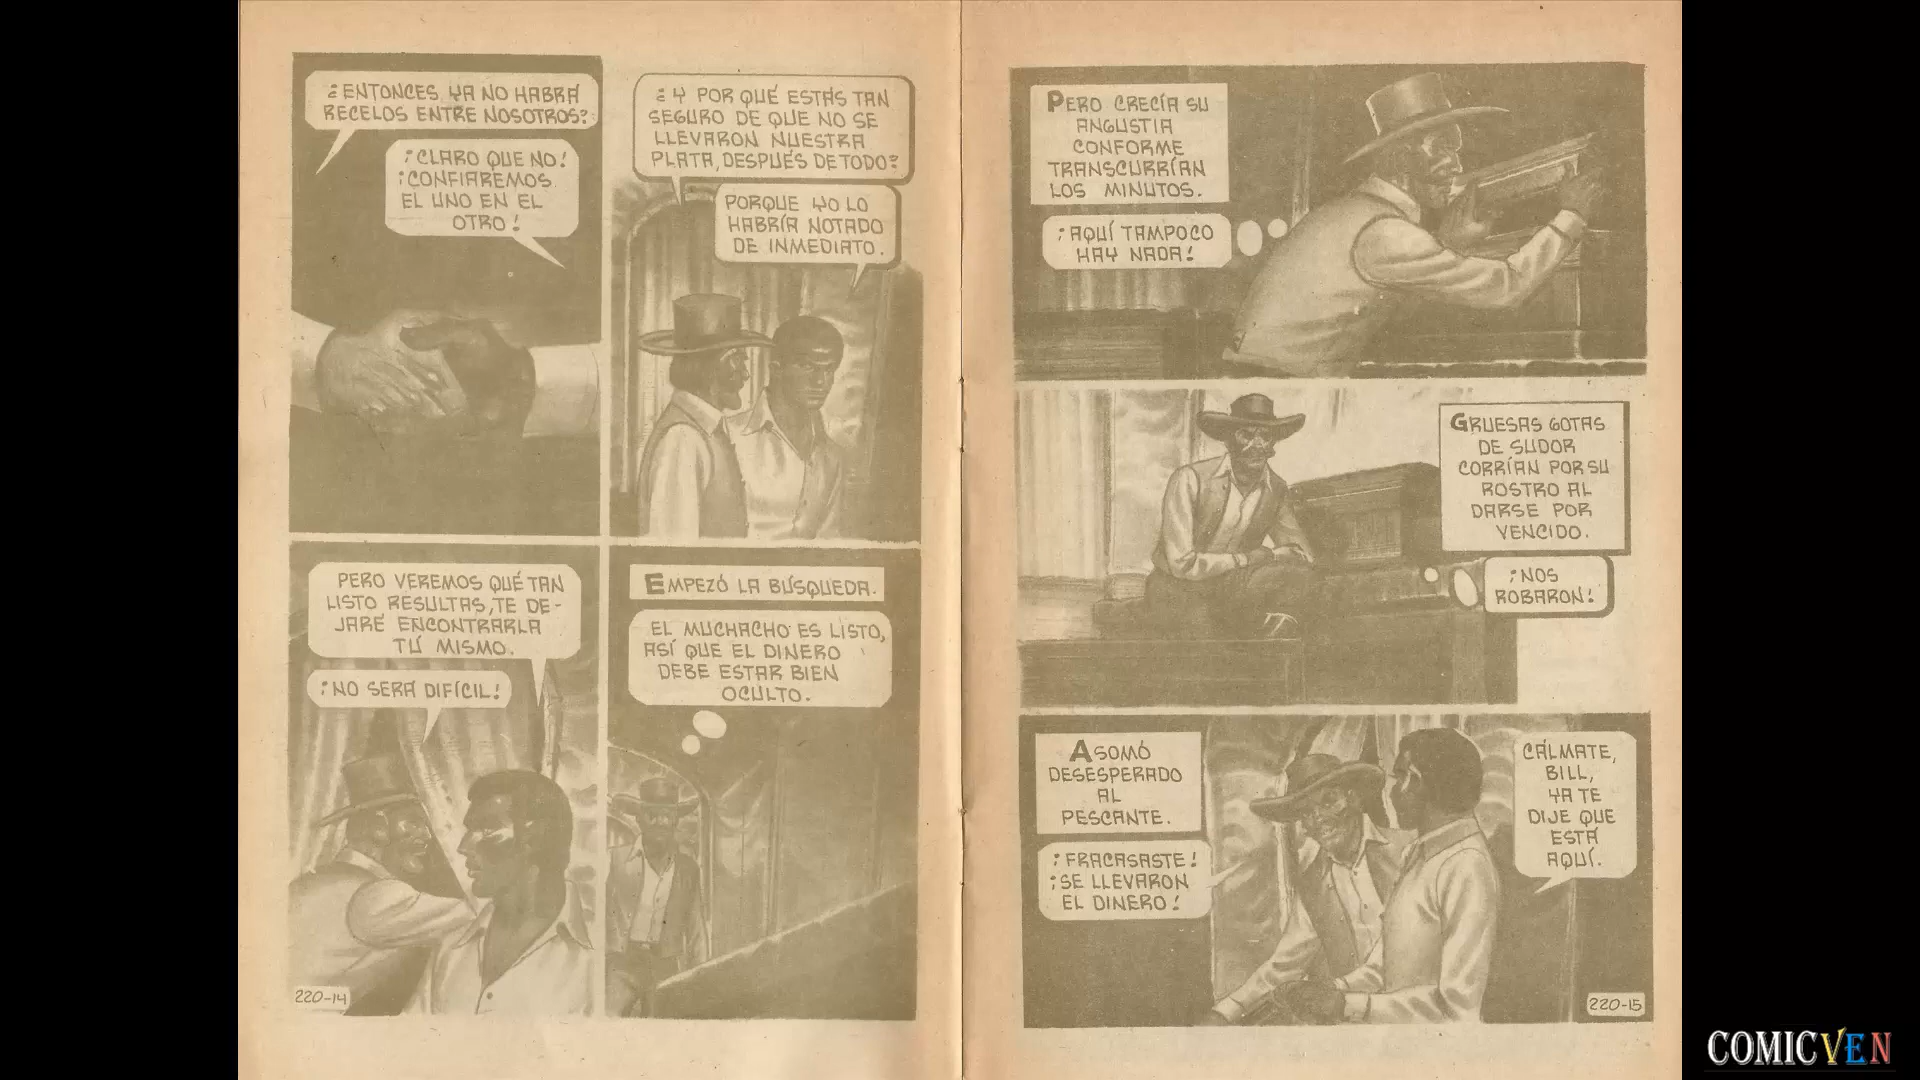 ¿ENTONCES YA NO HABRÁ
RECELOS ENTRE NOSOTROS?
¡CLARO QUE NO!
¡CONFIAREMOS
EL UNO EN EL
OTRO!
¿Y POR QUÉ ESTÁS TAN
SEGURO DE QUE NO SE
LLEVARON NUESTRA
PLATA, DESPUÉS DE TODO?
PORQUE YO LO
HABRÍA NOTADO
DE INMEDIATO.
PERO VEREMOS QUÉ TAN
LISTO RESULTAS, TE DE-
JARÉ ENCONTRARLA
TÚ MISMO.
¡NO SERÁ DIFÍCIL!
EMPEZÓ LA BÚSQUEDA.
EL MUCHACHO ES LISTO,
ASÍ QUE EL DINERO
DEBE ESTAR BIEN
OCULTO.
220-14
PERO CRECÍA SU
ANGUSTIA
CONFORME
TRANSCURRÍAN
LOS MINUTOS.
¡AQUÍ TAMPOCO
HAY NADA!
GRUESAS GOTAS
DE SUDOR
CORRÍAN POR SU
ROSTRO AL
DARSE POR
VENCIDO.
¡NOS
ROBARON!
ASOMÓ
DESESPERADO
AL
PESCANTE.
¡FRACASASTE!
¡SE LLEVARON
EL DINERO!
CÁLMATE,
BILL,
YA TE
DIJE QUE
ESTÁ
AQUÍ.
220-15
COMICVEN